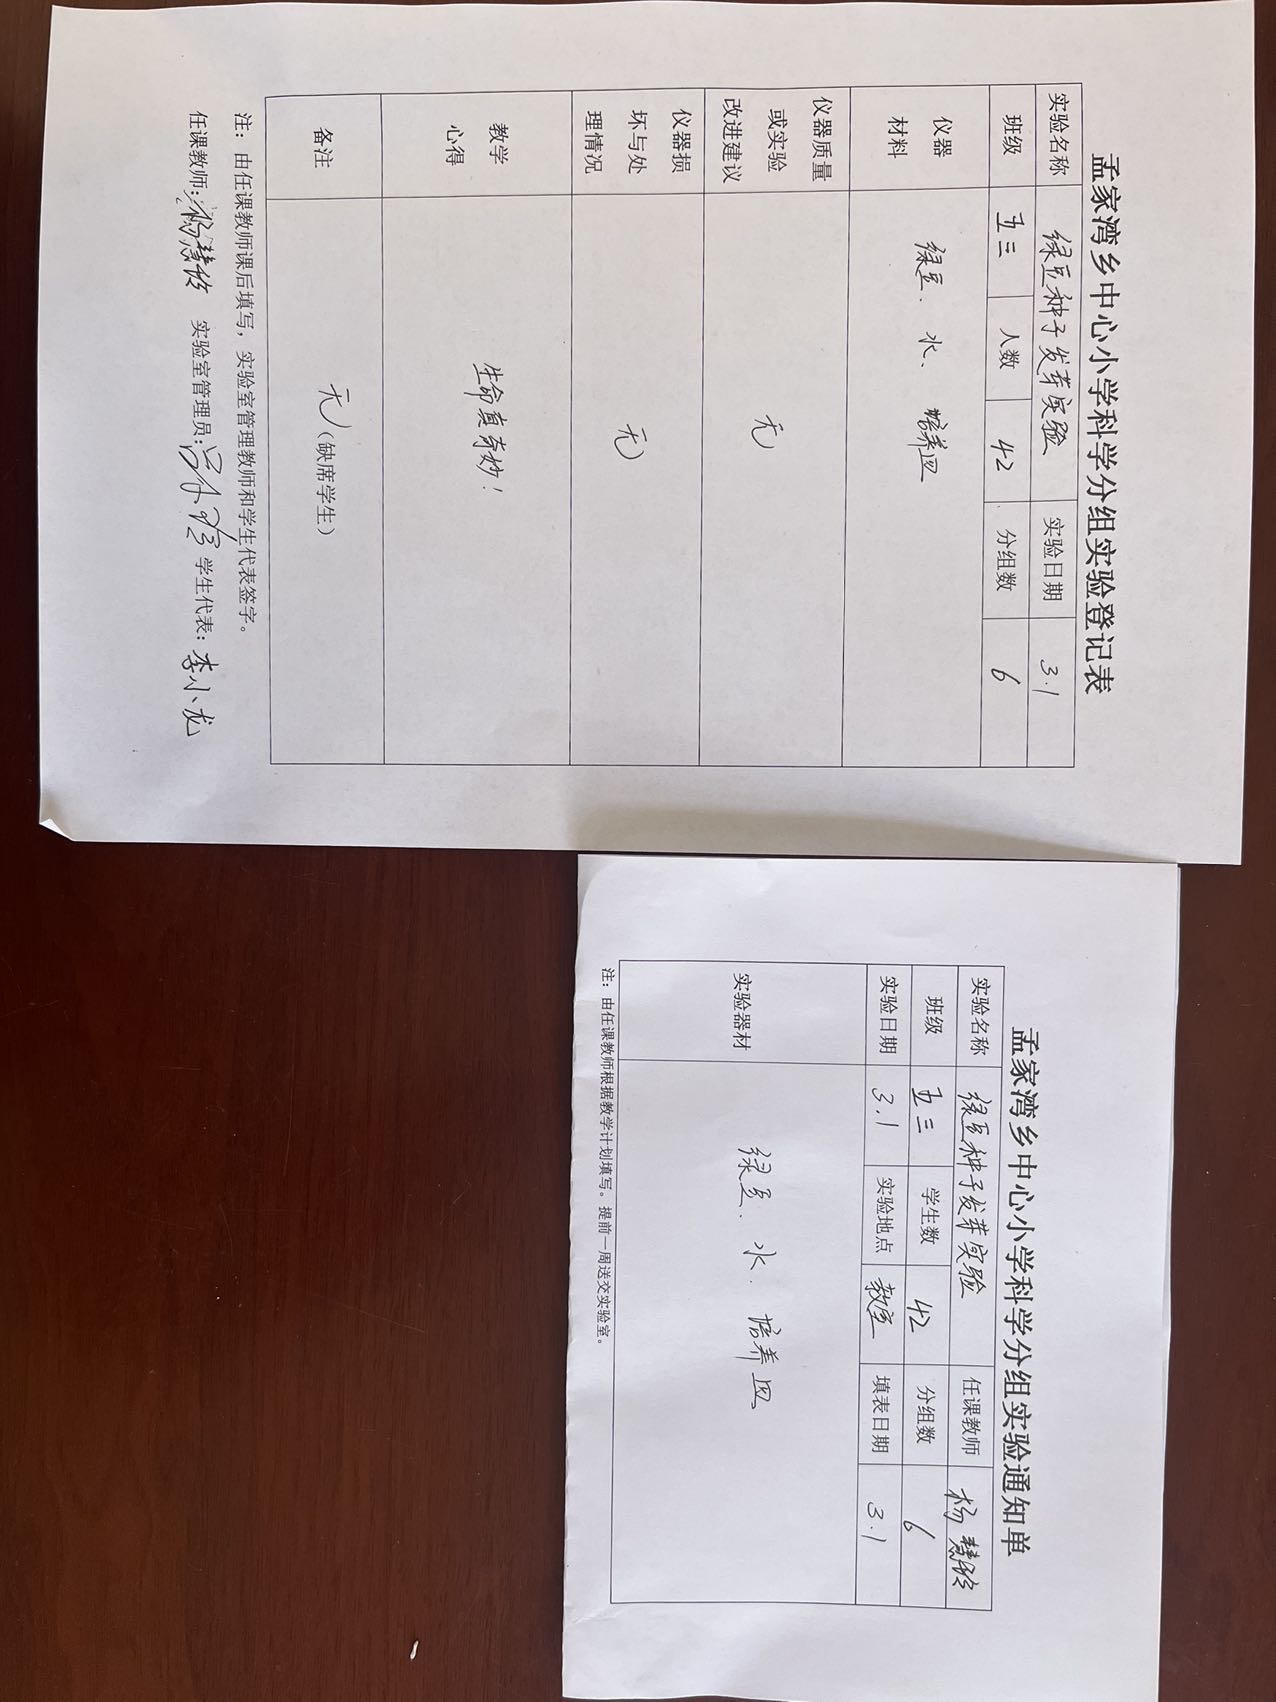 孟家湾乡中心小学科学分组实验登记表
实验名称 绿豆种子发芽实验 实验日期 3.1
班级 五三 人数 42 分组数 6
仪器
材料
绿豆、水、培养皿
仪器质量
或实验
改进建议
无
仪器损
坏与处
理情况
无
教学
心得
生命真奇妙!
备注 无(缺席学生)
注:由任课教师课后填写,实验室管理教师和学生代表签字。
任课教师: 杨慧 实验室管理员: 学生代表: 李小龙
孟家湾乡中心小学科学分组实验通知单
实验名称 绿豆种子发芽实验 任课教师 杨慧
班级 五三 学生数 42 分组数 6
实验日期 3.1 实验地点 教室 填表日期 3.1
实验器材 绿豆.水.培养皿
注:由任课教师根据教学计划填写。提前一周送交实验室。